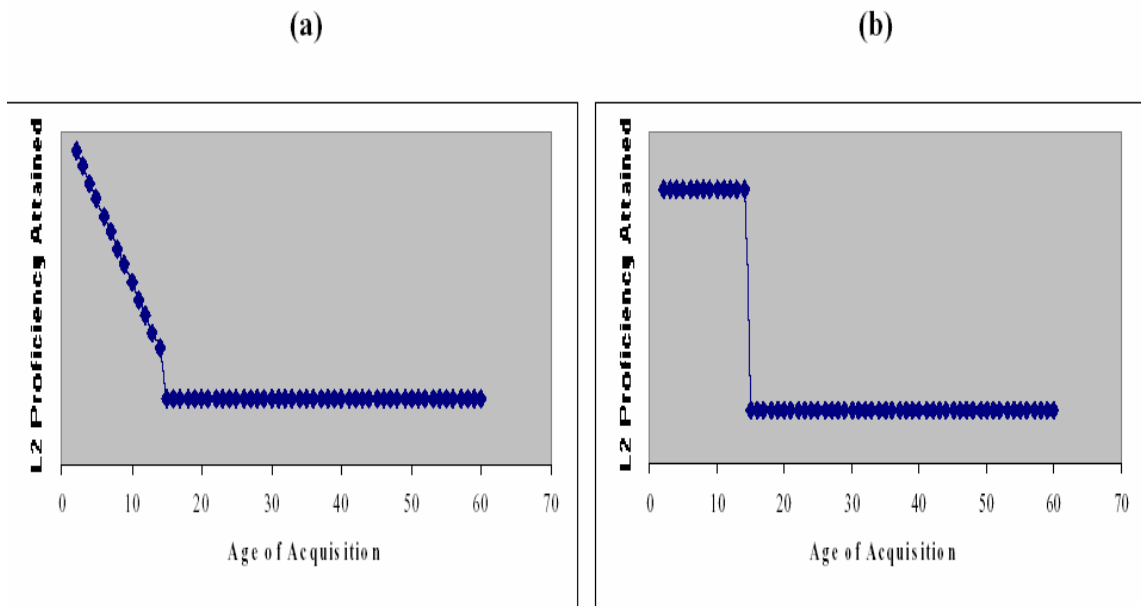 (a)
(b)
L2 Proficiency Attained
0 10 20 30 40 50 60 70
Age of Acquisition
L2 Proficiency Attained
0 10 20 30 40 50 60 70
Age of Acquisition